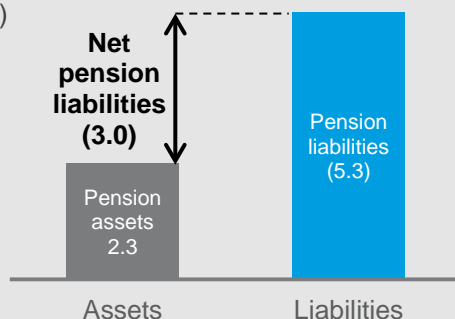 )
Net
pension
liabilities
(3.0)
Pension
assets
2.3
Pension
liabilities
(5.3)
Assets
Liabilities